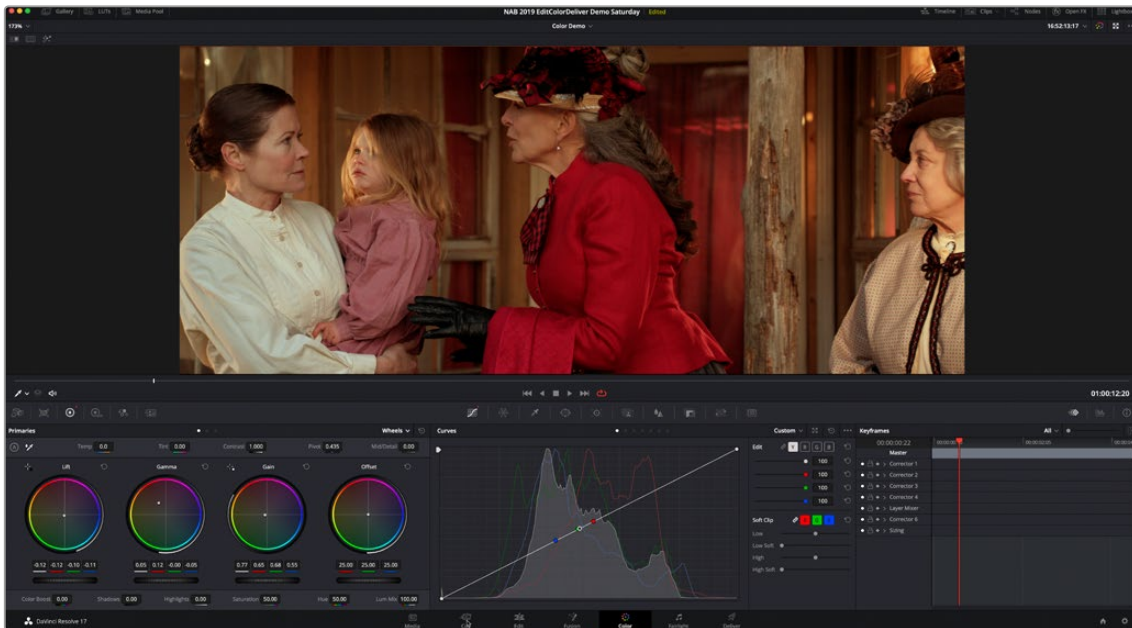 Gallery LUTs Media Pool NAB 2019 EditColorDeliver Demo Saturday Edited Timeline Clips Nodes Open FX Lightbox
173% Color Demo 16:52:13:17
01:00:12:20
Primaries Wheels Curves Custom Keyframes All
Temp 0.0 Tint 0.00 Contrast 1.000 Pivot 0.435 Mid/Detail 0.00 Edit Y R G B 00:00:00:22
Master
Lift Gamma Gain Offset 100 Corrector 1
100 Corrector 2
100 Corrector 3
100 Corrector 4
Layer Mixer
Soft Clip Corrector 6
Low Sizing
Low Soft
High
-0.12 -0.12 -0.10 -0.11 0.05 0.12 -0.00 -0.05 0.77 0.65 0.68 0.55 25.00 25.00 25.00 High Soft
Color Boost 0.00 Shadows 0.00 Highlights 0.00 Saturation 50.00 Hue 50.00 Lum Mix 100.00
DaVinci Resolve 17 Media Cut Edit Fusion Color Fairlight Deliver